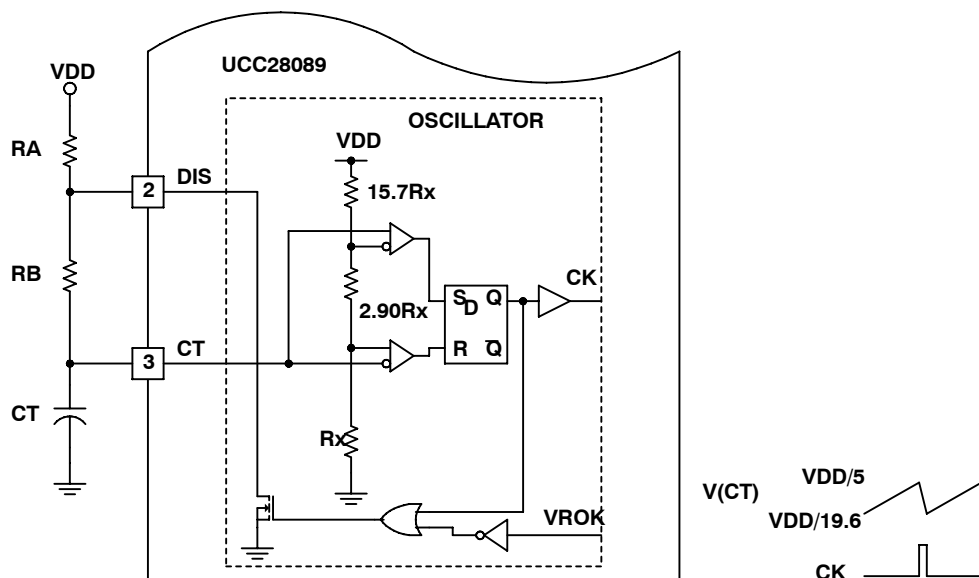 UCC28089
VDD
OSCILLATOR
VDD
RA
15.7Rx
2
DIS
RB
2.90Rx
S
D
Q
CK
3
CT
R
Q̅
CT
Rx
VROK
V(CT)
VDD/5
VDD/19.6
CK